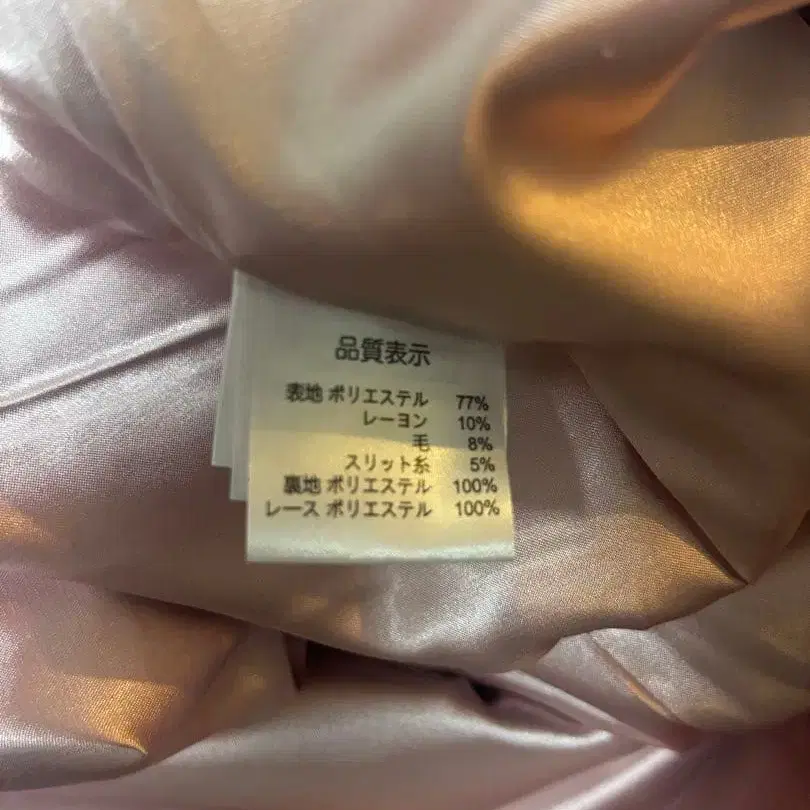 品質表示
表地 ポリエステル 77%
レーヨン 10%
毛 8%
スリット糸 5%
裏地 ポリエステル 100%
レース ポリエステル 100%